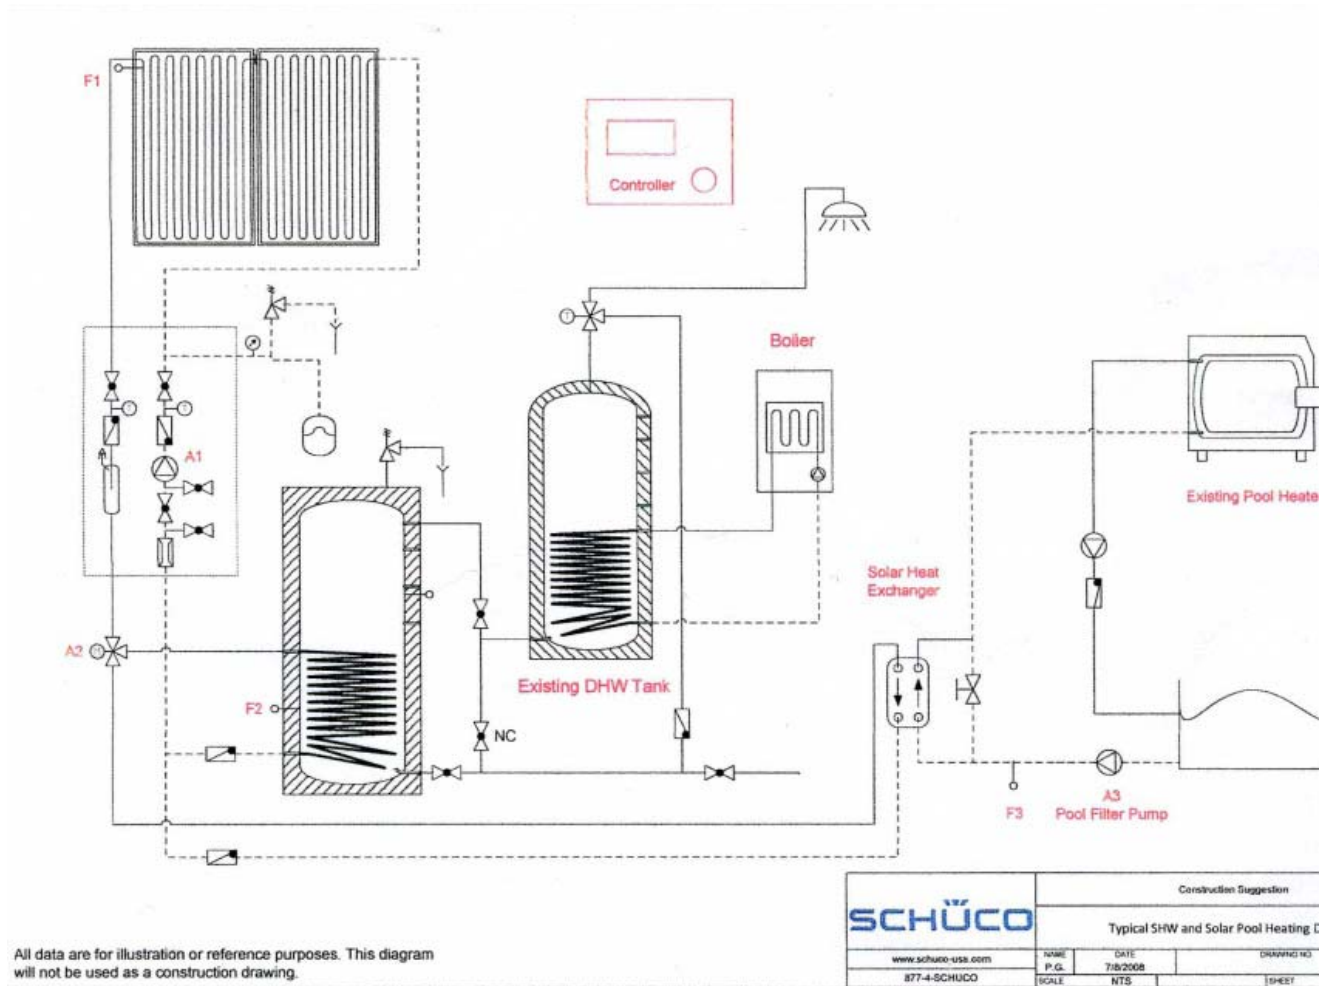 F1
Controller
T
Boiler
T
T
A1
Existing Pool Heate
Solar Heat
Exchanger
A2
M
F2
Existing DHW Tank
NC
F3
A3
Pool Filter Pump
SCHÜCO
Construction Suggestion
Typical SHW and Solar Pool Heating D
www.schuco-usa.com
877-4-SCHUCO
NAME
P.G.
DATE
7/8/2008
DRAWING NO.
SCALE
NTS
SHEET
All data are for illustration or reference purposes. This diagram
will not be used as a construction drawing.